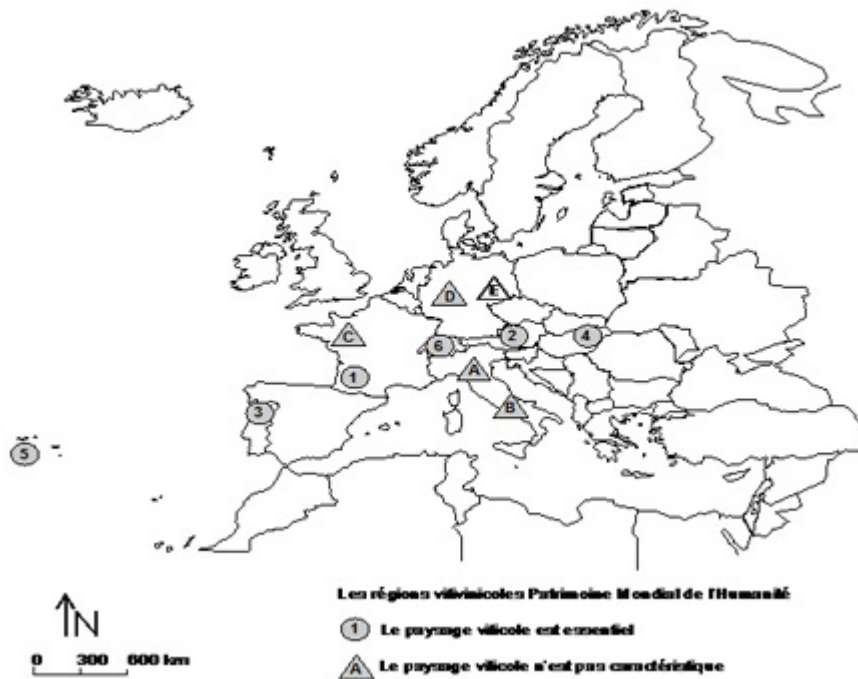 E
D
C
2
4
6
A
1
B
3
5
Les régions vitivinicoles Patrimoine Mondial de l'Humanité
1 Le paysage viticole est essentiel
N
A Le paysage viticole n'est pas caractéristique
0 300 600 km